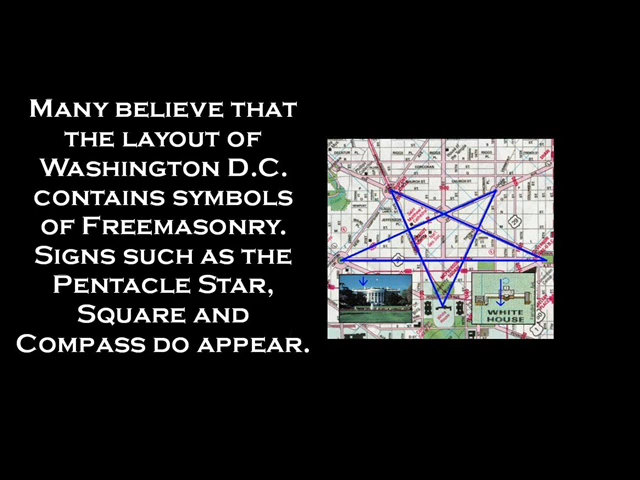 Many believe that
the layout of
Washington D.C.
contains symbols
of Freemasonry.
Signs such as the
Pentacle Star,
Square and
Compass do appear.
WHITE
HOUSE